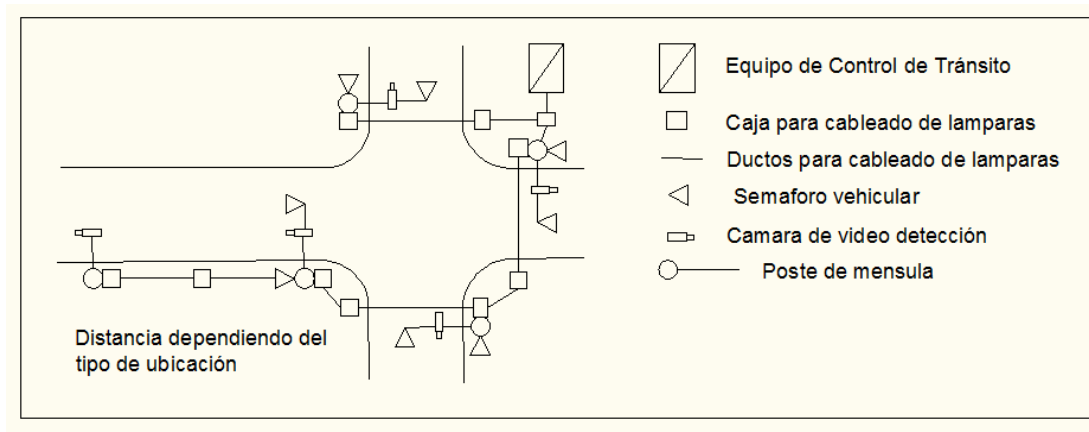 Equipo de Control de Tránsito
Caja para cableado de lamparas
Ductos para cableado de lamparas
Semaforo vehicular
Camara de video detección
Poste de mensula
Distancia dependiendo del
tipo de ubicación